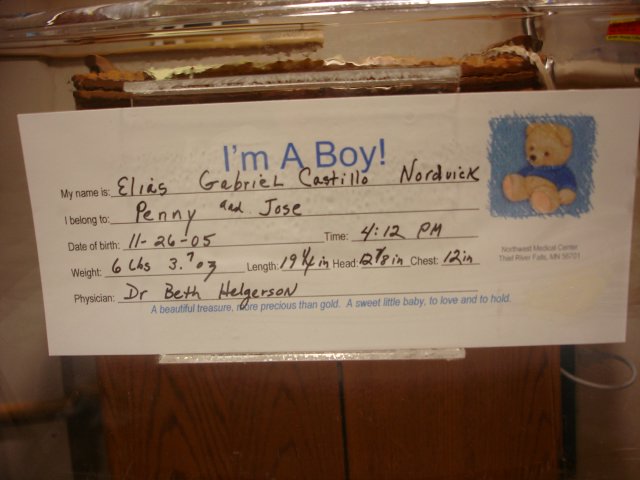 I'm A Boy!
My name is: Elias Gabriel Castillo Nordvick
I belong to: Penny and Jose
Date of birth: 11-26-05 Time: 4:12 PM
Weight: 6 lbs 3.7 oz Length: 19 1/4 in Head: 12 7/8 in Chest: 12 in
Physician: Dr Beth Helgerson
A beautiful treasure, more precious than gold. A sweet little baby, to love and to hold.
Northwest Medical Center
Thief River Falls, MN 56701